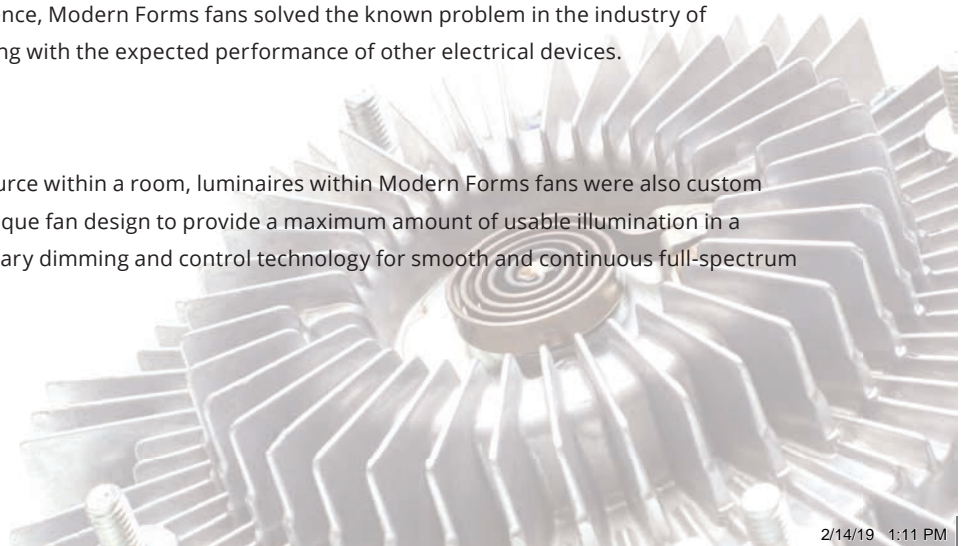 nce, Modern Forms fans solved the known problem in the industry of
ng with the expected performance of other electrical devices.
urce within a room, luminaires within Modern Forms fans were also custom
que fan design to provide a maximum amount of usable illumination in a
ary dimming and control technology for smooth and continuous full-spectrum
2/14/19 1:11 PM